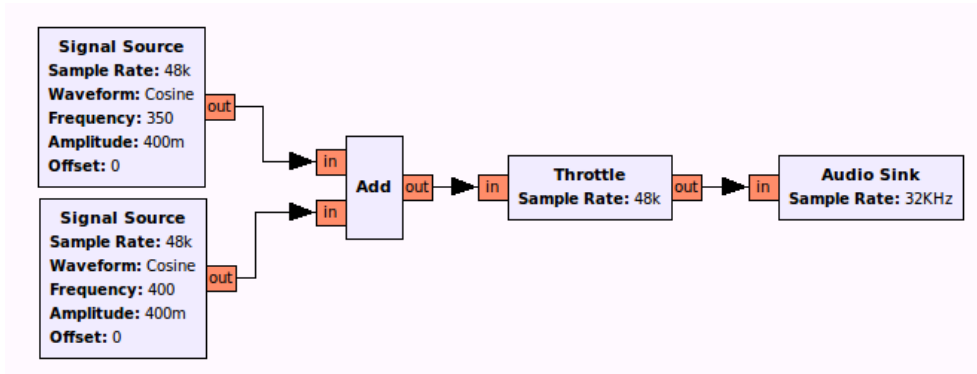 Signal Source
Sample Rate: 48k
Waveform: Cosine
Frequency: 350
Amplitude: 400m
Offset: 0
out
Signal Source
Sample Rate: 48k
Waveform: Cosine
Frequency: 400
Amplitude: 400m
Offset: 0
out
in
in
Add
out
in
Throttle
Sample Rate: 48k
out
in
Audio Sink
Sample Rate: 32KHz